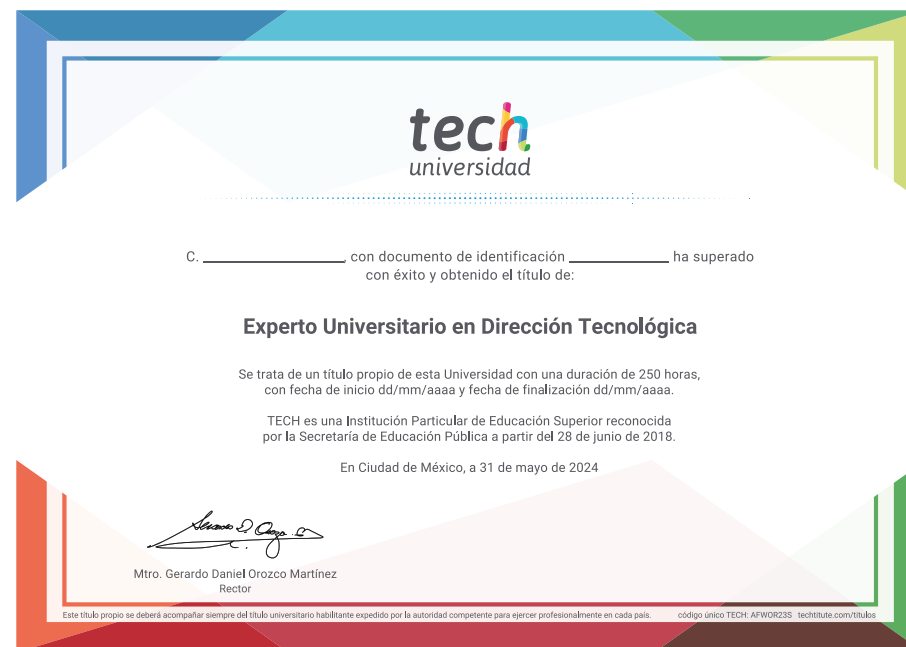 tech
universidad
C. ____________________, con documento de identificación ______________ ha superado
con éxito y obtenido el título de:
Experto Universitario en Dirección Tecnológica
Se trata de un título propio de esta Universidad con una duración de 250 horas,
con fecha de inicio dd/mm/aaaa y fecha de finalización dd/mm/aaaa.
TECH es una Institución Particular de Educación Superior reconocida
por la Secretaría de Educación Pública a partir del 28 de junio de 2018.
En Ciudad de México, a 31 de mayo de 2024
Mtro. Gerardo Daniel Orozco Martínez
Rector
Este título propio se deberá acompañar siempre del título universitario habilitante expedido por la autoridad competente para ejercer profesionalmente en cada país. código único TECH: AFWOR23S techtitute.com/titulos